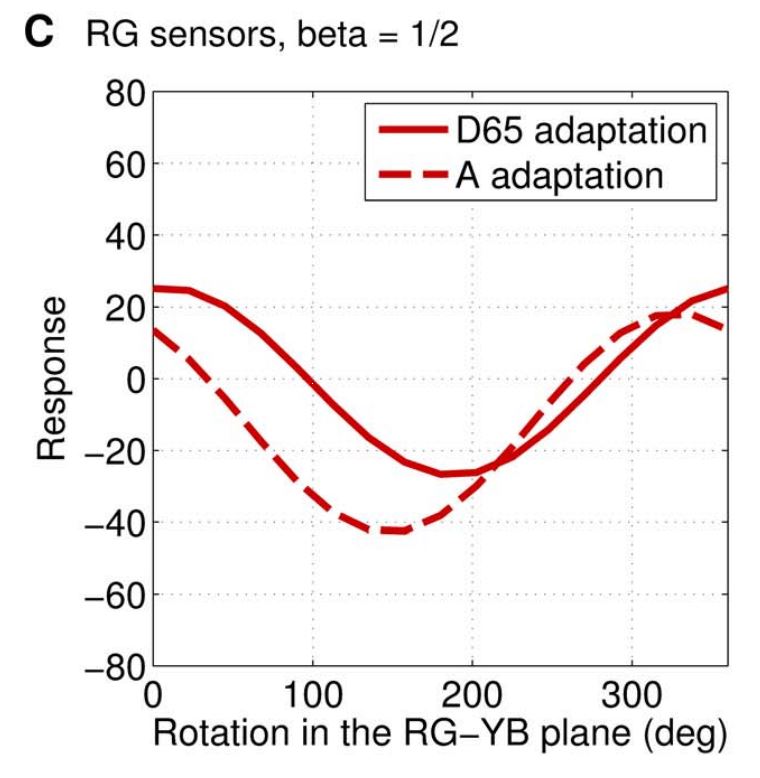 C RG sensors, beta = 1/2
80
60
40
20
0
−20
−40
−60
−80
Response
D65 adaptation
A adaptation
0 100 200 300
Rotation in the RG−YB plane (deg)